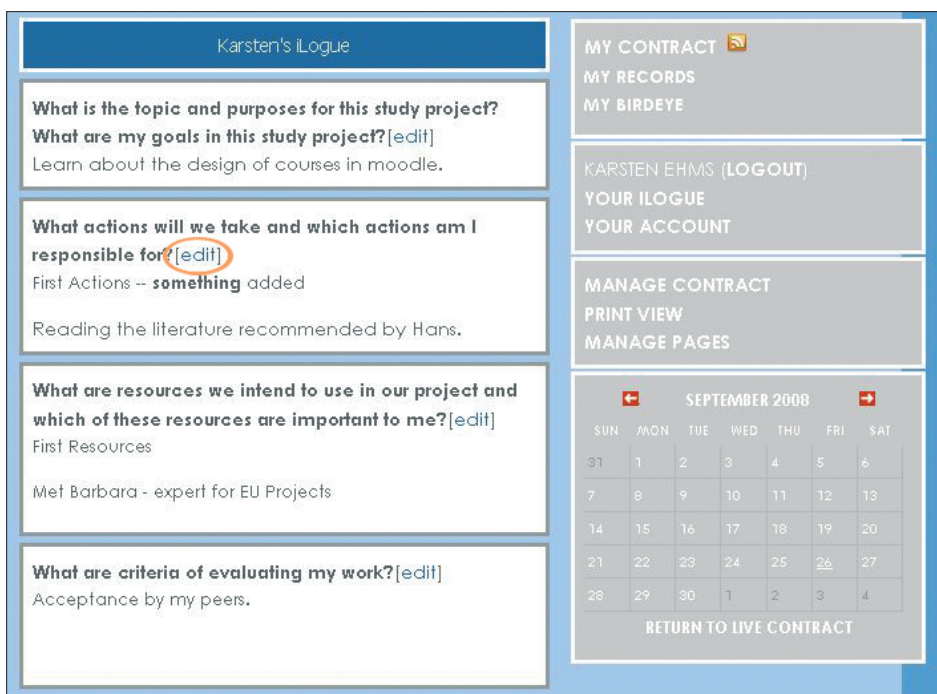 Karsten's iLogue
What is the topic and purposes for this study project?
What are my goals in this study project?[edit]
Learn about the design of courses in moodle.
What actions will we take and which actions am I
responsible for?[edit]
First Actions -- something added
Reading the literature recommended by Hans.
What are resources we intend to use in our project and
which of these resources are important to me?[edit]
First Resources
Met Barbara - expert for EU Projects
What are criteria of evaluating my work?[edit]
Acceptance by my peers.
MY CONTRACT
MY RECORDS
MY BIRDEYE
KARSTEN EHMS (LOGOUT)
YOUR ILOGUE
YOUR ACCOUNT
MANAGE CONTRACT
PRINT VIEW
MANAGE PAGES
SEPTEMBER 2008
SUN MON TUE WED THU FRI SAT
31 1 2 3 4 5 6
7 8 9 10 11 12 13
14 15 16 17 18 19 20
21 22 23 24 25 26 27
28 29 30 1 2 3 4
RETURN TO LIVE CONTRACT